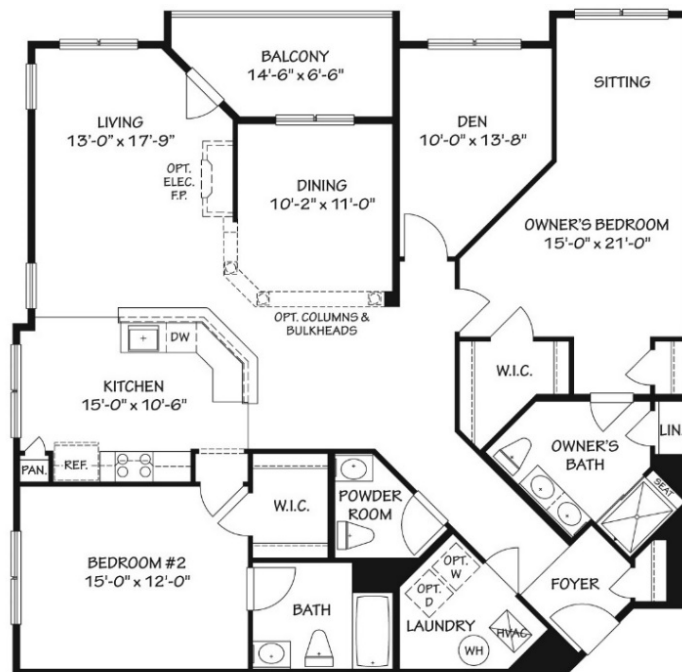 BALCONY
14'-6" x 6'-6"
SITTING
LIVING
13'-0" x 17'-9"
DEN
10'-0" x 13'-8"
OPT.
ELEC.
F.P.
DINING
10'-2" x 11'-0"
OWNER'S BEDROOM
15'-0" x 21'-0"
OPT. COLUMNS &
BULKHEADS
DW
W.I.C.
KITCHEN
15'-0" x 10'-6"
OWNER'S
BATH
LIN.
PAN.
REF.
W.I.C.
POWDER
ROOM
SEAT
BEDROOM #2
15'-0" x 12'-0"
OPT.
W
OPT.
D
FOYER
BATH
LAUNDRY
HVAC
WH